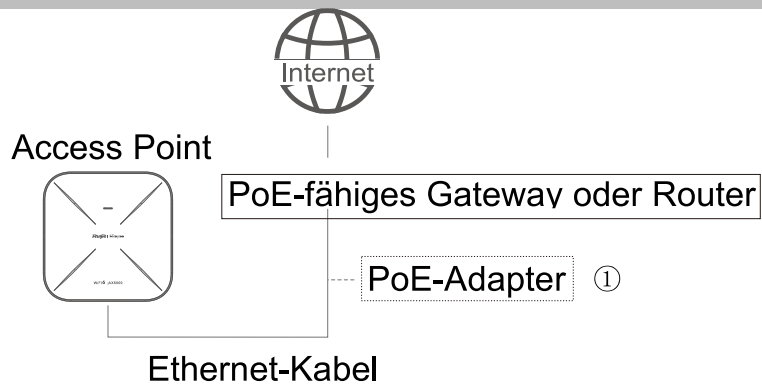 Internet
Access Point
PoE-fähiges Gateway oder Router
PoE-Adapter ①
Ethernet-Kabel